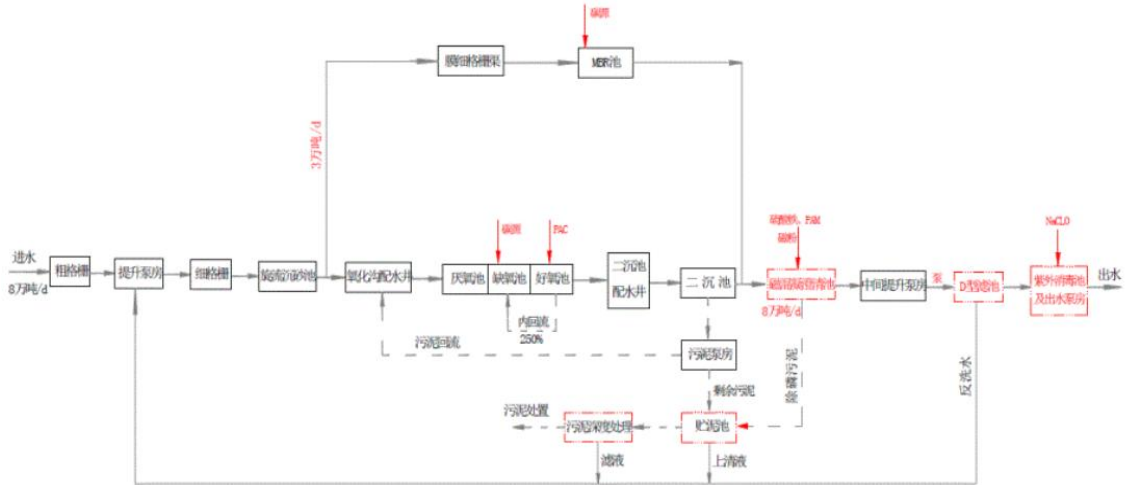 碳源
膜细格栅渠
MBR池
3万吨/d
进水
8万吨/d
粗格栅
提升泵房
细格栅
旋流沉砂池
氧化沟配水井
碳源
PAC
厌氧池
缺氧池
好氧池
内回流
250%
二沉池
配水井
二沉池
PAM
磁粉
8万吨/d
中间提升泵房
泵
D型滤池
NaCLO
紫外消毒池
及出水泵房
出水
污泥回流
污泥泵房
剩余污泥
除磷污泥
反洗水
污泥处置
污泥深度处理
贮泥池
滤液
上清液